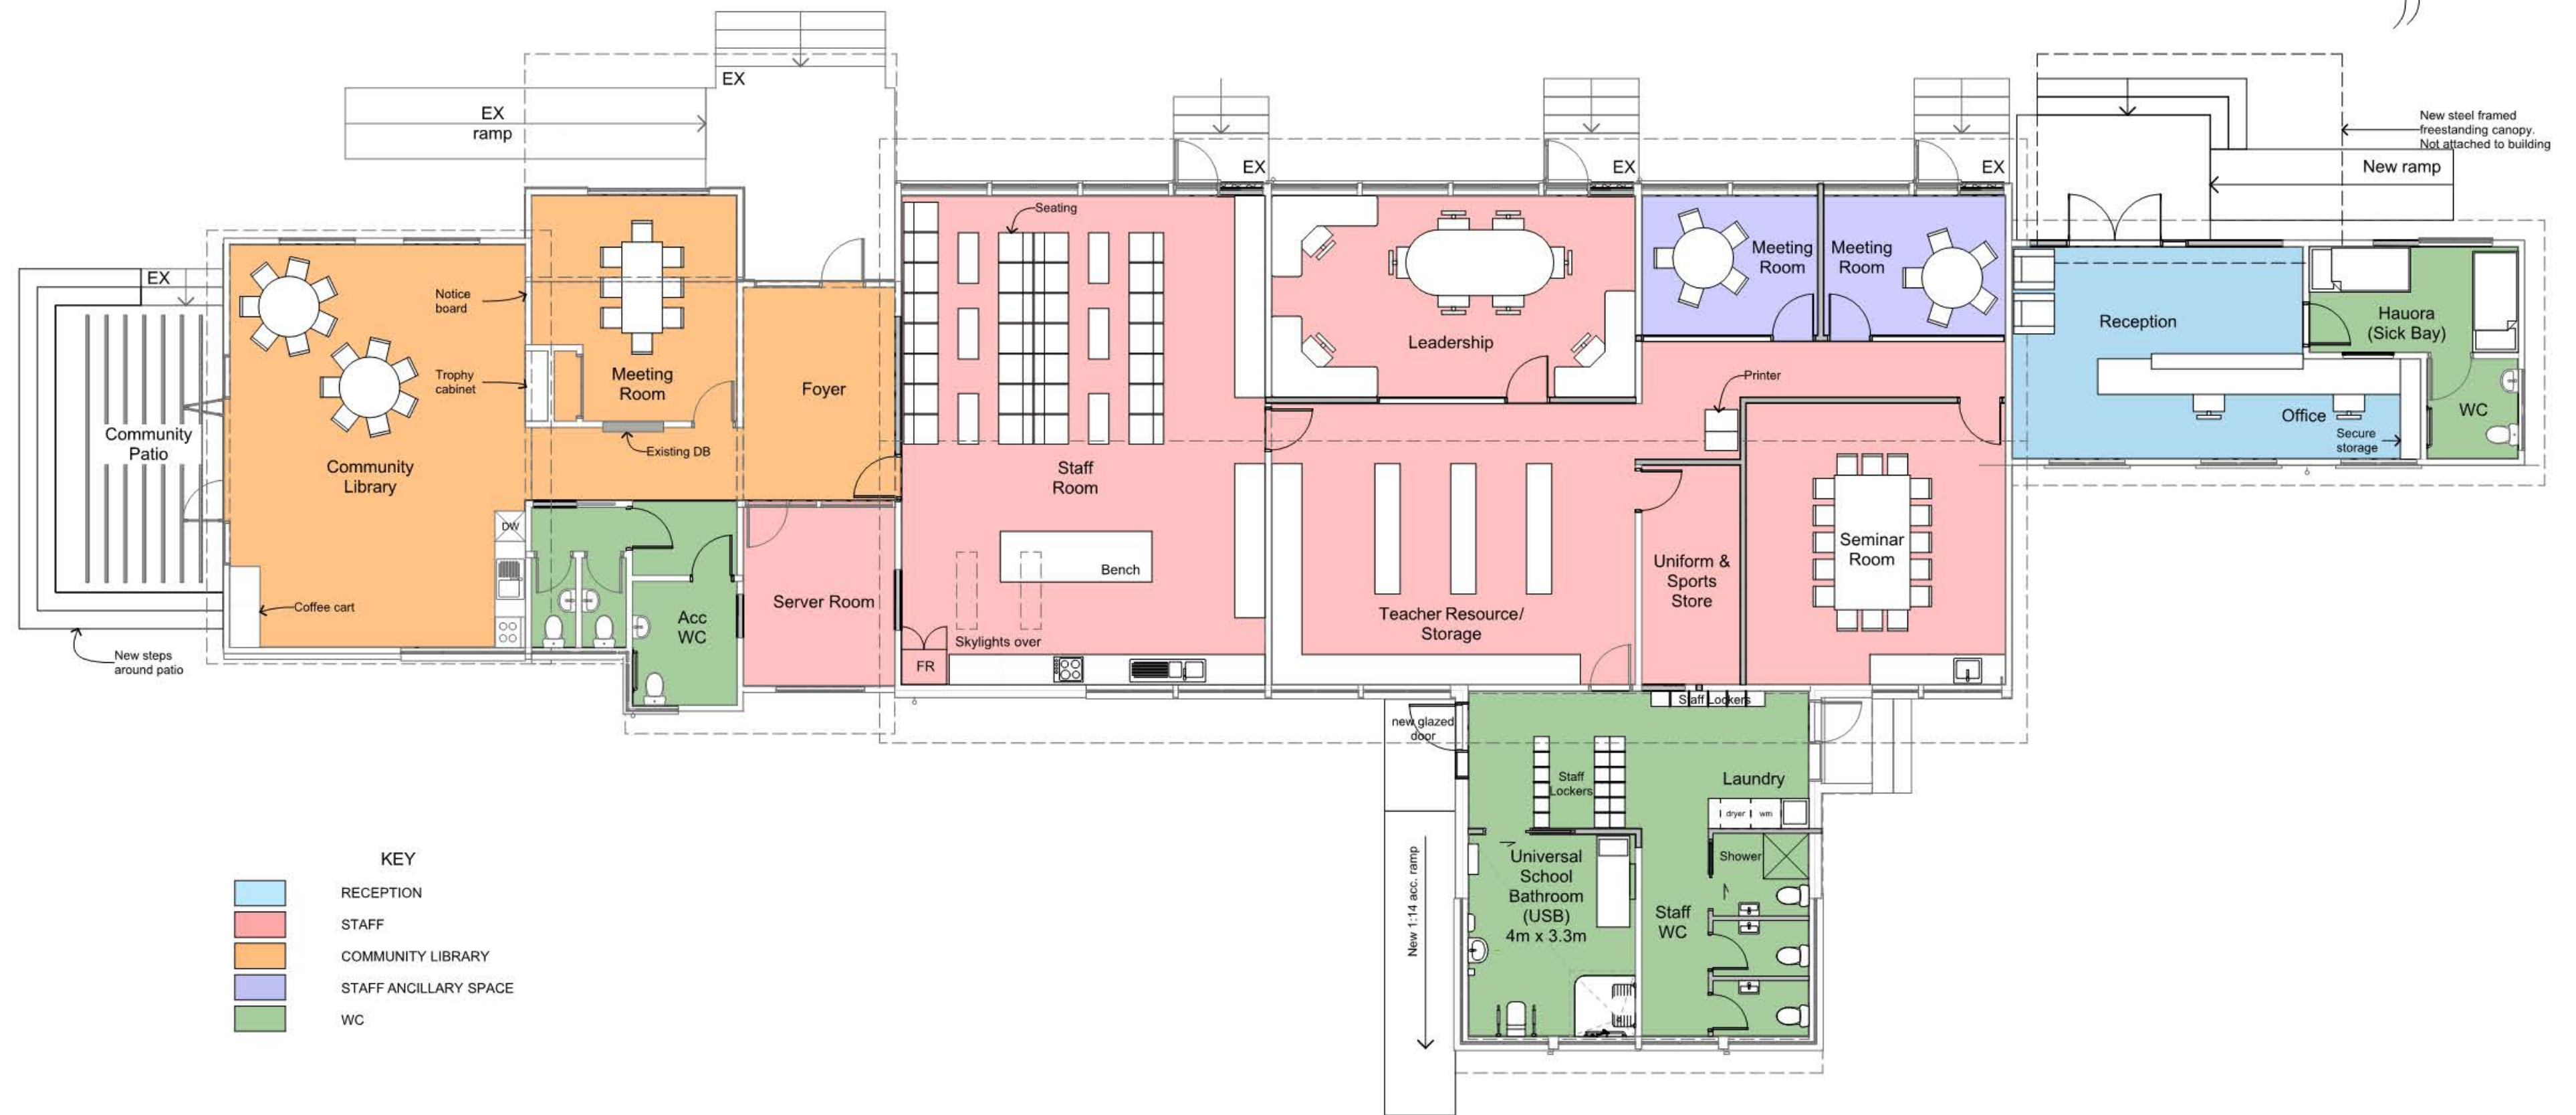 EX
EX
ramp
EX
EX
EX
New steel framed
freestanding canopy.
Not attached to building
New ramp
EX
Notice
board
Trophy
cabinet
Community
Patio
Community
Library
Coffee cart
New steps
around patio
Meeting
Room
Existing DB
Foyer
DW
Acc
WC
Server Room
Seating
Staff
Room
Bench
Skylights over
FR
Leadership
Meeting
Room
Meeting
Room
Printer
Teacher Resource/
Storage
Uniform &
Sports
Store
Seminar
Room
Reception
Hauora
(Sick Bay)
Office
Secure
storage
WC
Staff Lockers
new glazed
door
Staff
Lockers
Laundry
dryer
wm
Shower
Universal
School
Bathroom
(USB)
4m x 3.3m
Staff
WC
New 1:14 acc. ramp
KEY
RECEPTION
STAFF
COMMUNITY LIBRARY
STAFF ANCILLARY SPACE
WC